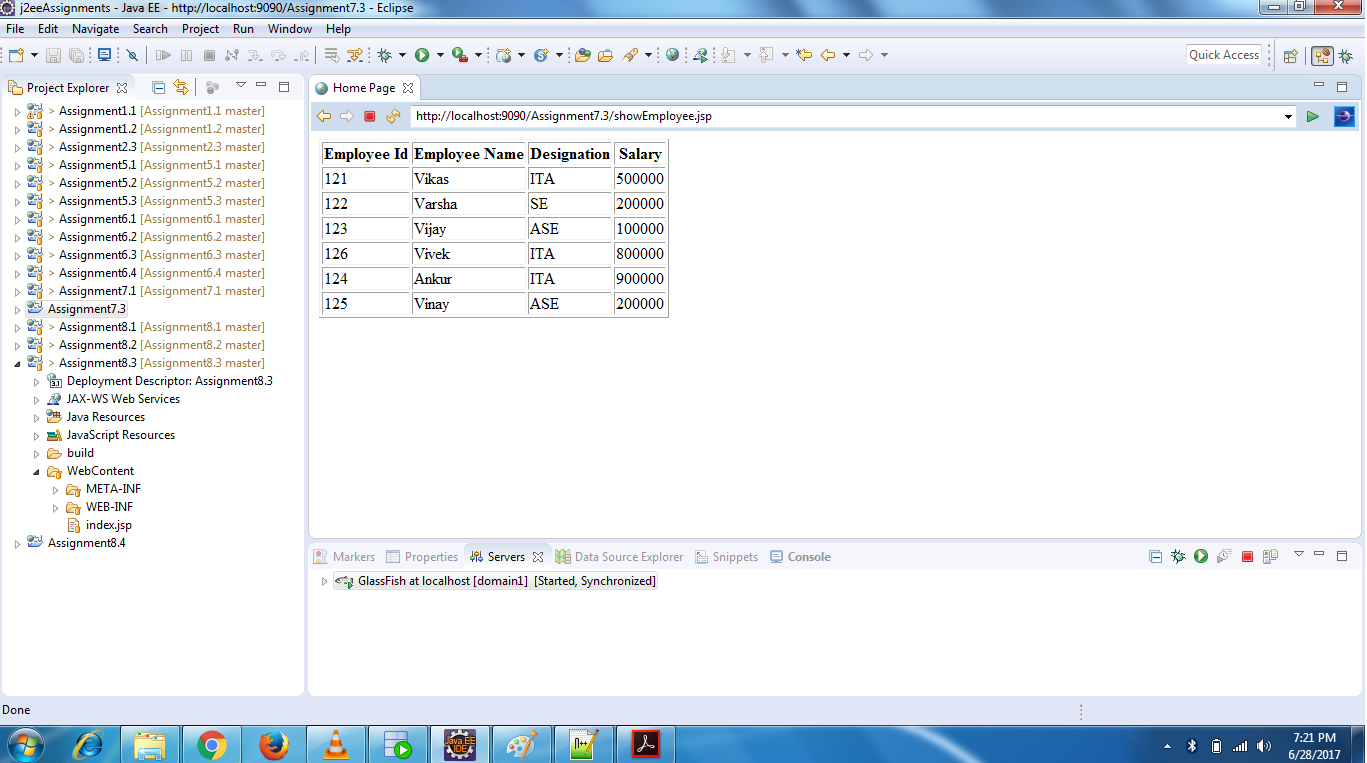 j2eeAssignments - Java EE - http://localhost:9090/Assignment7.3 - Eclipse
File Edit Navigate Search Project Run Window Help
Quick Access
Project Explorer
> Assignment1.1 [Assignment1.1 master]
> Assignment1.2 [Assignment1.2 master]
> Assignment2.3 [Assignment2.3 master]
> Assignment5.1 [Assignment5.1 master]
> Assignment5.2 [Assignment5.2 master]
> Assignment5.3 [Assignment5.3 master]
> Assignment6.1 [Assignment6.1 master]
> Assignment6.2 [Assignment6.2 master]
> Assignment6.3 [Assignment6.3 master]
> Assignment6.4 [Assignment6.4 master]
> Assignment7.1 [Assignment7.1 master]
Assignment7.3
> Assignment8.1 [Assignment8.1 master]
> Assignment8.2 [Assignment8.2 master]
> Assignment8.3 [Assignment8.3 master]
Deployment Descriptor: Assignment8.3
JAX-WS Web Services
Java Resources
JavaScript Resources
build
WebContent
META-INF
WEB-INF
index.jsp
Assignment8.4
Home Page
http://localhost:9090/Assignment7.3/showEmployee.jsp
Employee Id Employee Name Designation Salary
121 Vikas ITA 500000
122 Varsha SE 200000
123 Vijay ASE 100000
126 Vivek ITA 800000
124 Ankur ITA 900000
125 Vinay ASE 200000
Markers Properties Servers Data Source Explorer Snippets Console
GlassFish at localhost [domain1] [Started, Synchronized]
Done
Java EE
IDE
7:21 PM
6/28/2017